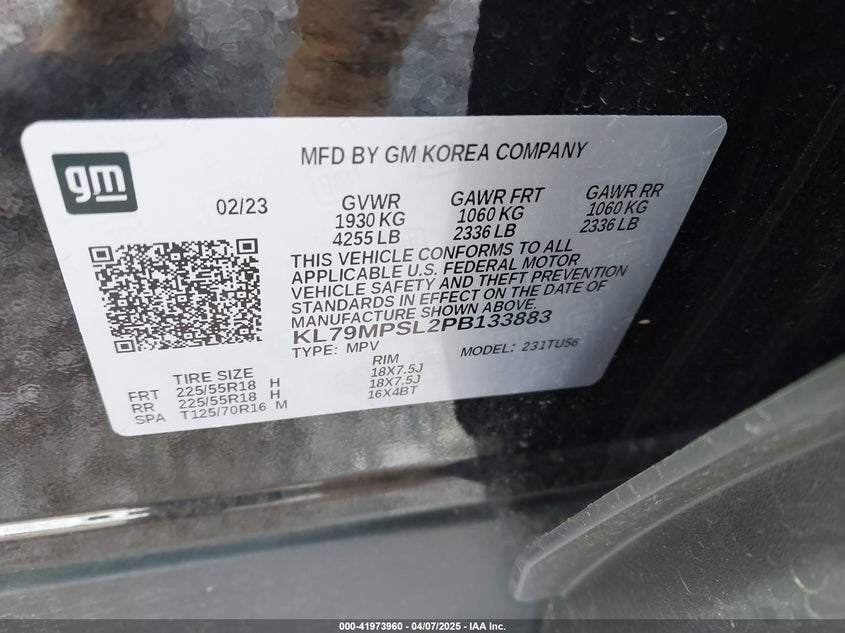 gm
MFD BY GM KOREA COMPANY
02/23
GVWR
1930 KG
4255 LB
GAWR FRT
1060 KG
2336 LB
GAWR RR
1060 KG
2336 LB
THIS VEHICLE CONFORMS TO ALL
APPLICABLE U.S. FEDERAL MOTOR
VEHICLE SAFETY AND THEFT PREVENTION
STANDARDS IN EFFECT ON THE DATE OF
MANUFACTURE SHOWN ABOVE.
KL79MPSL2PB133883
TYPE: MPV
MODEL: 231TU56
TIRE SIZE RIM
FRT 225/55R18 H 18X7.5J
RR 225/55R18 H 18X7.5J
SPA T125/70R16 M 16X4BT
000-41973960 - 04/07/2025 - IAA Inc.